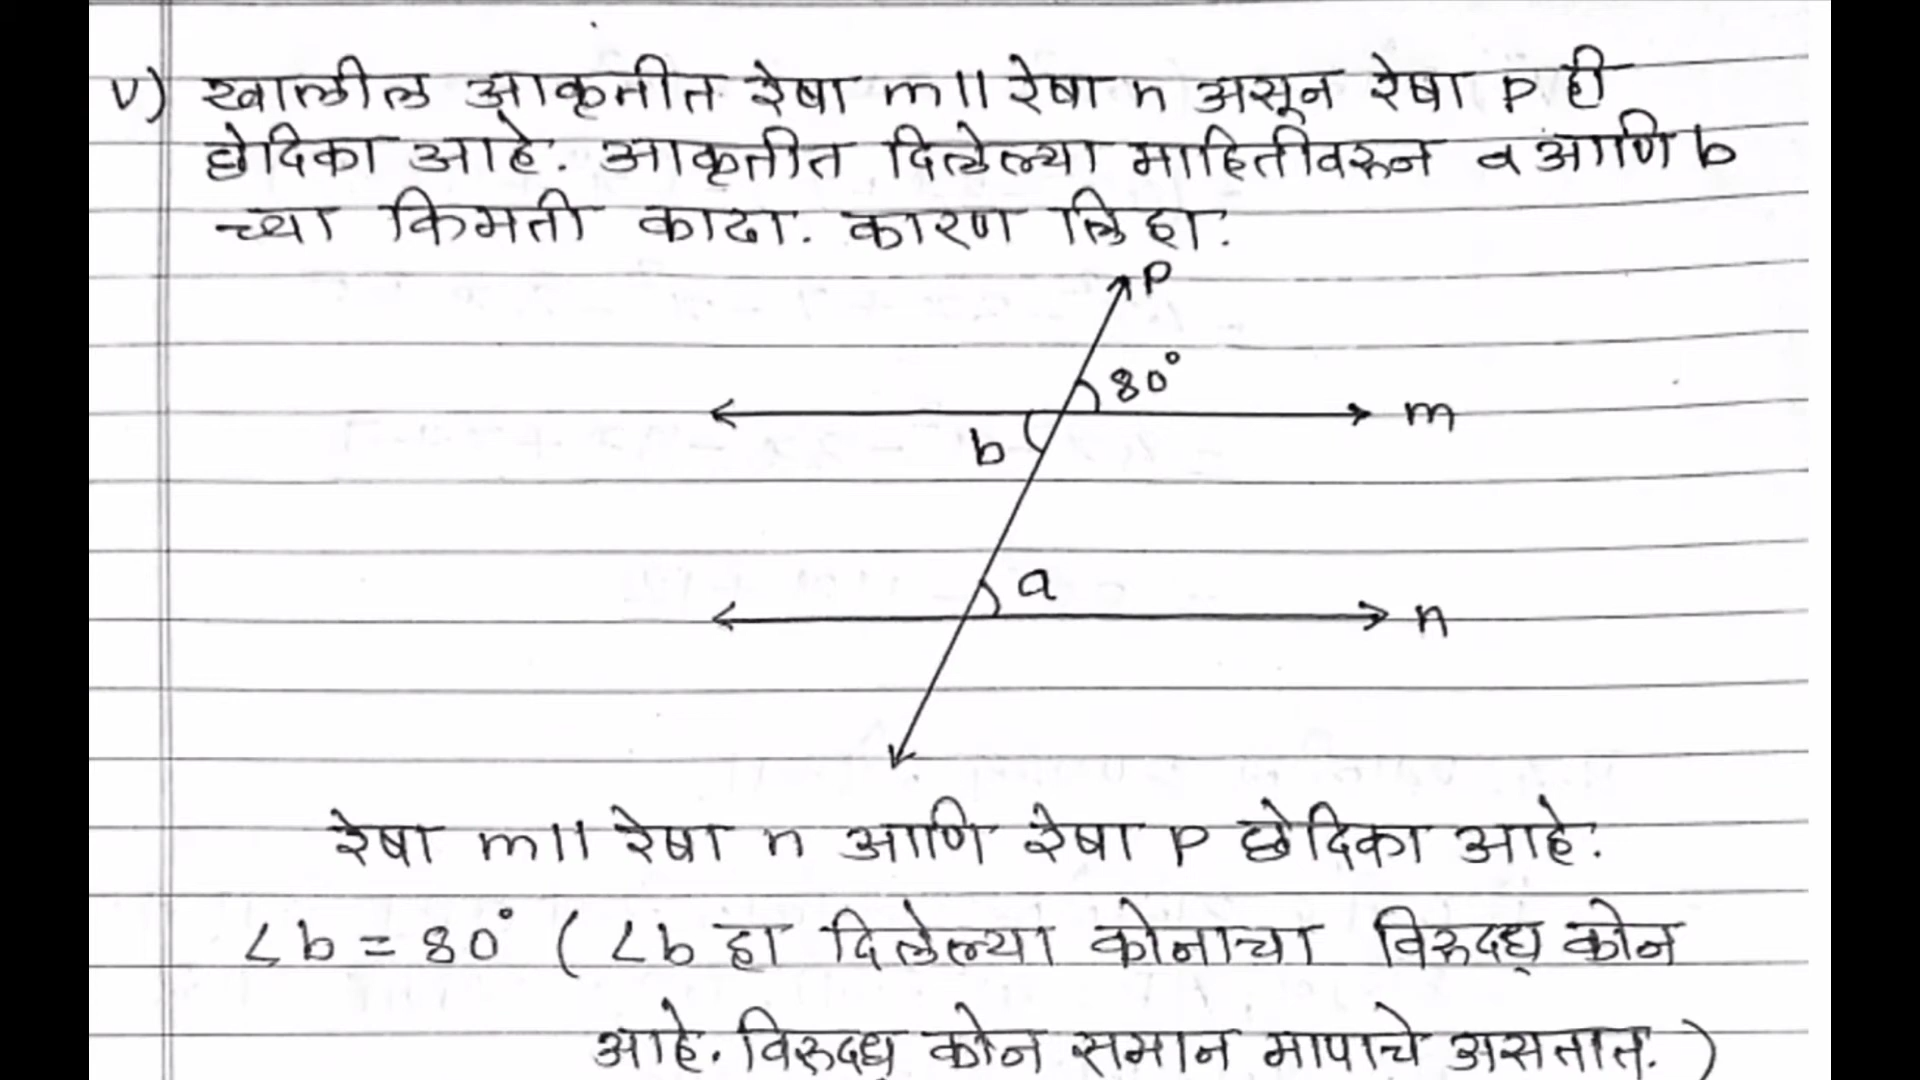 v) खालील आकृतीत रेषा m || रेषा n असून रेषा p ही
छेदिका आहे. आकृतीत दिलेल्या माहितीवरून a आणि b
च्या किमती काढा. कारण लिहा.
p
80°
m
b
a
n
रेषा m || रेषा n आणि रेषा p छेदिका आहे.
∠b = 80° ( ∠b हा दिलेल्या कोनाचा विरुद्ध कोन
आहे. विरुद्ध कोन समान मापाचे असतात. )